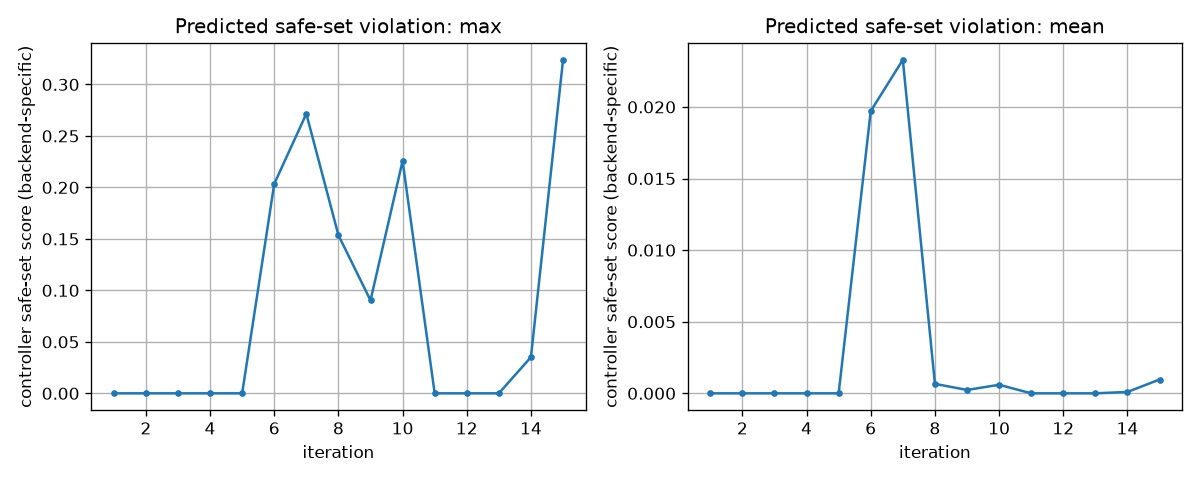 Predicted safe-set violation: max
controller safe-set score (backend-specific)
0.30
0.25
0.20
0.15
0.10
0.05
0.00
2 4 6 8 10 12 14
iteration
Predicted safe-set violation: mean
controller safe-set score (backend-specific)
0.020
0.015
0.010
0.005
0.000
2 4 6 8 10 12 14
iteration